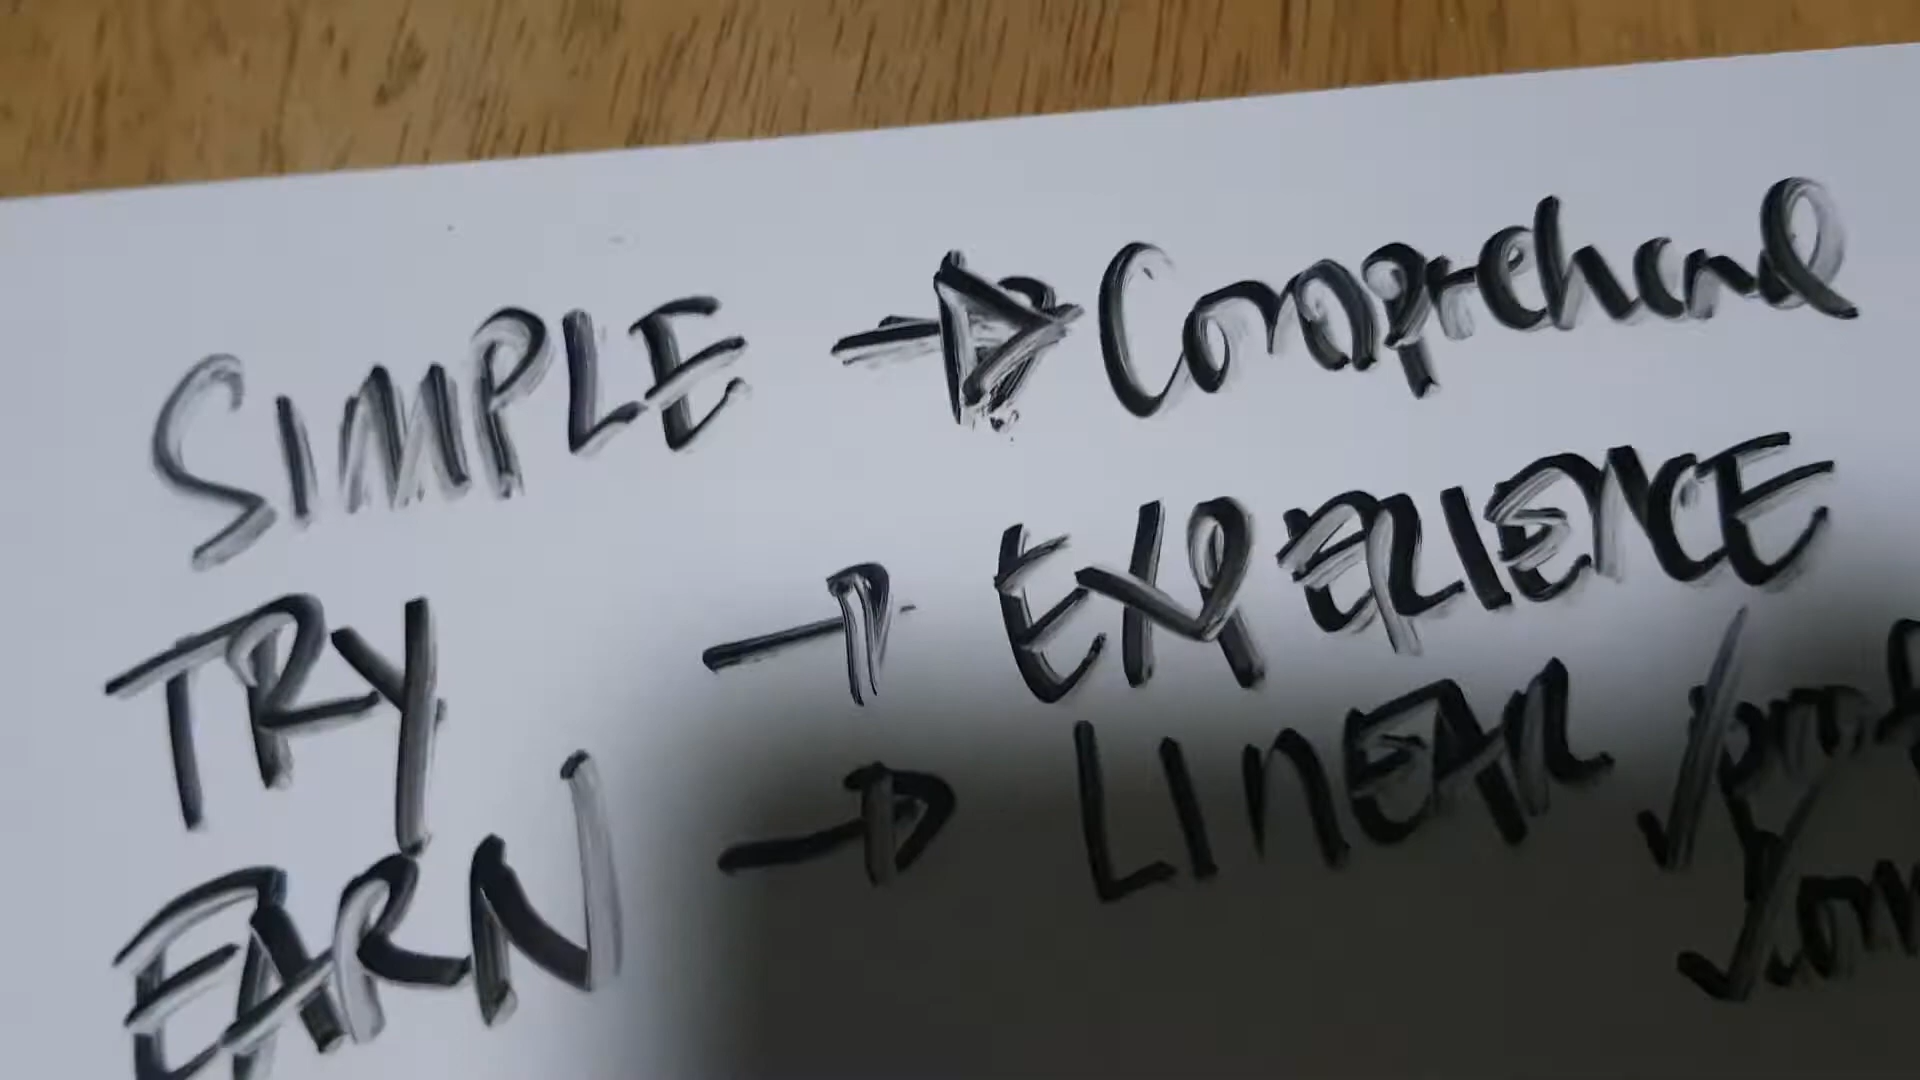 SIMPLE → Comprehend
TRY → EXPERIENCE
EARN → LINEAR